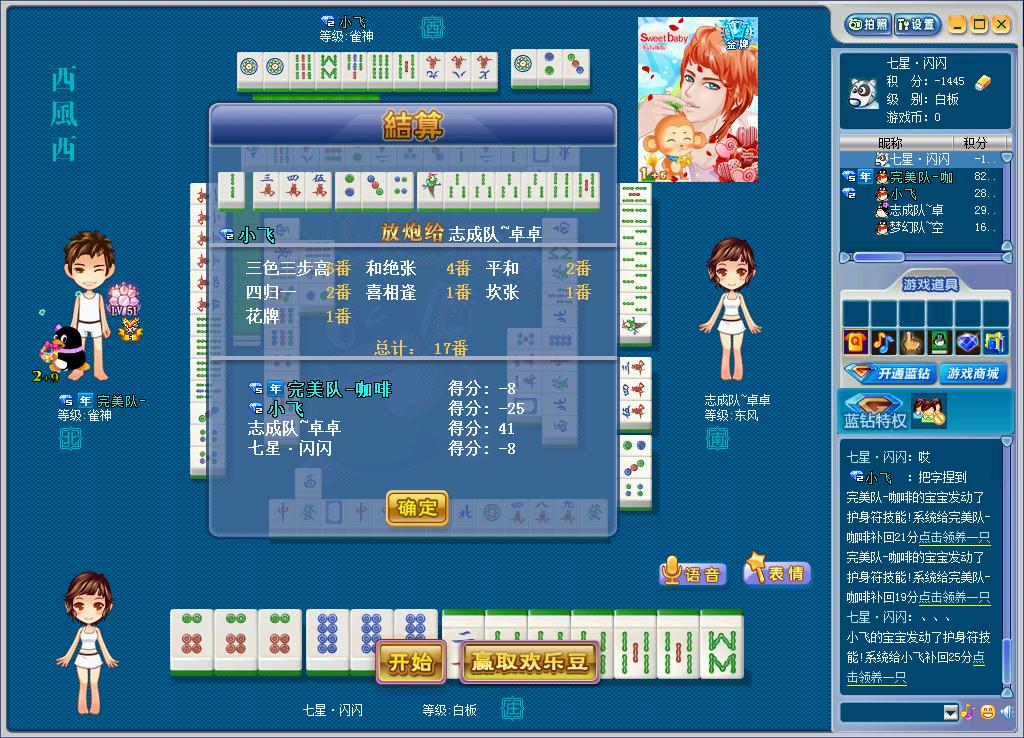 小飞
等级:雀神
西
西
風
西
Sweet Baby
金牌
1+6
拍照
设置
七星·闪闪
积 分: -1445
级 别: 白板
游戏币: 0
昵称 积分
七星·闪闪 -1..
年 完美队-咖 82..
小飞 28..
志成队~卓 29..
梦幻队~空 16..
游戏道具
开通蓝钻
游戏商城
蓝钻特权
結算
小飞 放炮给 志成队~卓卓
三色三步高6番 和绝张 4番 平和 2番
四归一 2番 喜相逢 1番 坎张 1番
花牌 1番
总计: 17番
年 完美队-咖啡 得分: -8
小飞 得分: -25
志成队~卓卓 得分: 41
七星·闪闪 得分: -8
确定
LV 51
2+9
年 完美队-
等级:雀神
北
志成队~卓卓
等级:东风
南
七星·闪闪: 哎
小飞 : 把字捏到
完美队-咖啡的宝宝发动了
护身符技能!系统给完美队-
咖啡补回21分点击领养一只
完美队-咖啡的宝宝发动了
护身符技能!系统给完美队-
咖啡补回19分点击领养一只
七星·闪闪: 、、、
小飞的宝宝发动了护身符技
能!系统给小飞补回25分点
击领养一只
语音
表情
开始
赢取欢乐豆
七星·闪闪
等级:白板
庄